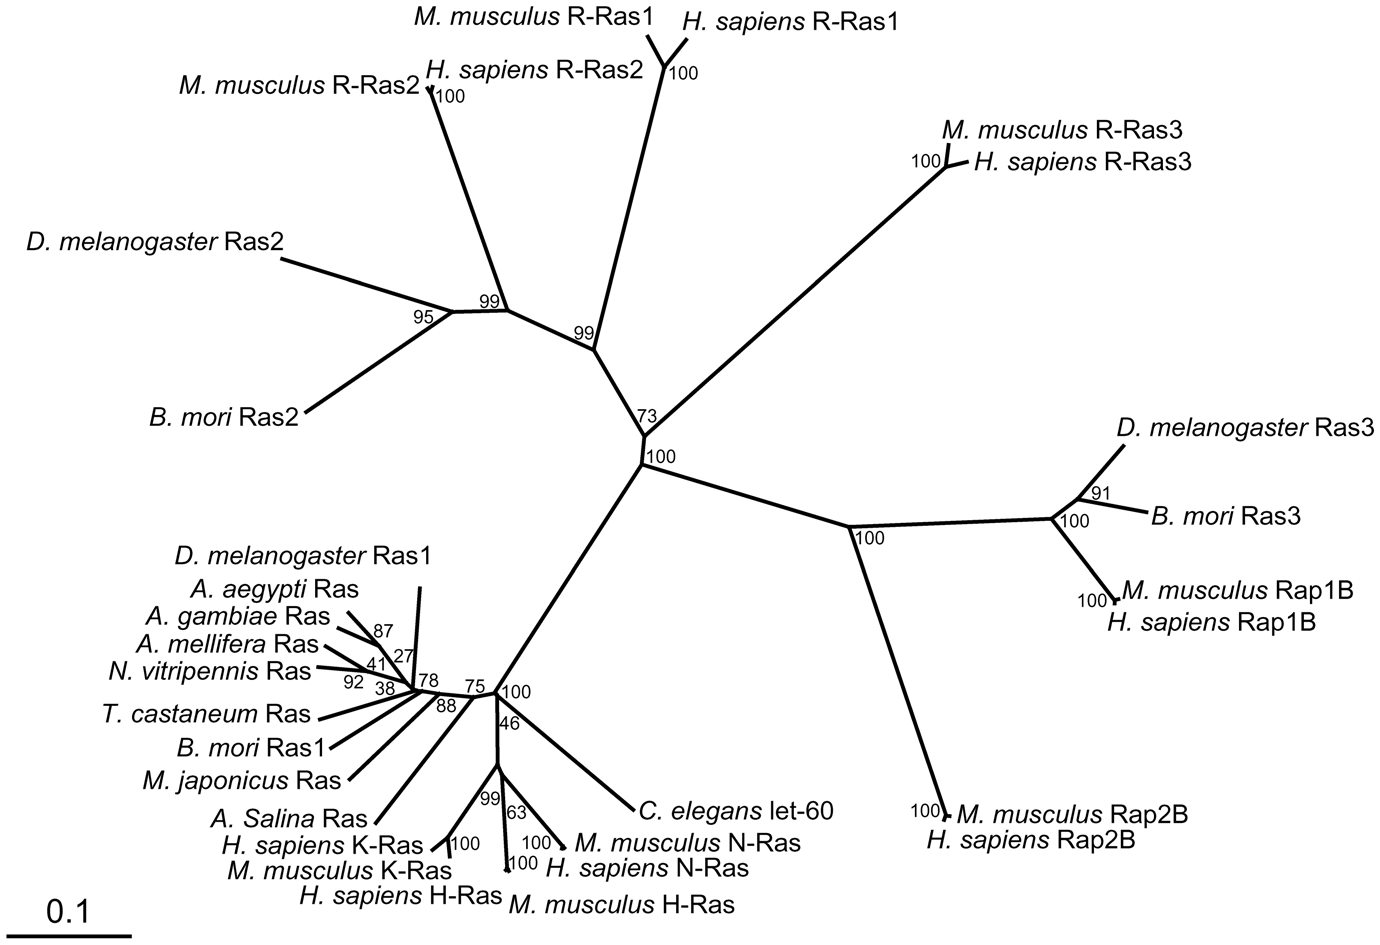 M. musculus R-Ras1
H. sapiens R-Ras1
100
M. musculus R-Ras2
H. sapiens R-Ras2
100
M. musculus R-Ras3
100
H. sapiens R-Ras3
D. melanogaster Ras2
99
95
99
B. mori Ras2
73
100
D. melanogaster Ras3
91
B. mori Ras3
100
100
M. musculus Rap1B
100
H. sapiens Rap1B
D. melanogaster Ras1
A. aegypti Ras
A. gambiae Ras
87
A. mellifera Ras
27
41
N. vitripennis Ras
92
38
78
75
100
88
T. castaneum Ras
46
B. mori Ras1
M. japonicus Ras
A. Salina Ras
99
63
C. elegans let-60
100
M. musculus Rap2B
H. sapiens Rap2B
H. sapiens K-Ras
100
100
M. musculus N-Ras
M. musculus K-Ras
100
H. sapiens N-Ras
H. sapiens H-Ras
M. musculus H-Ras
0.1